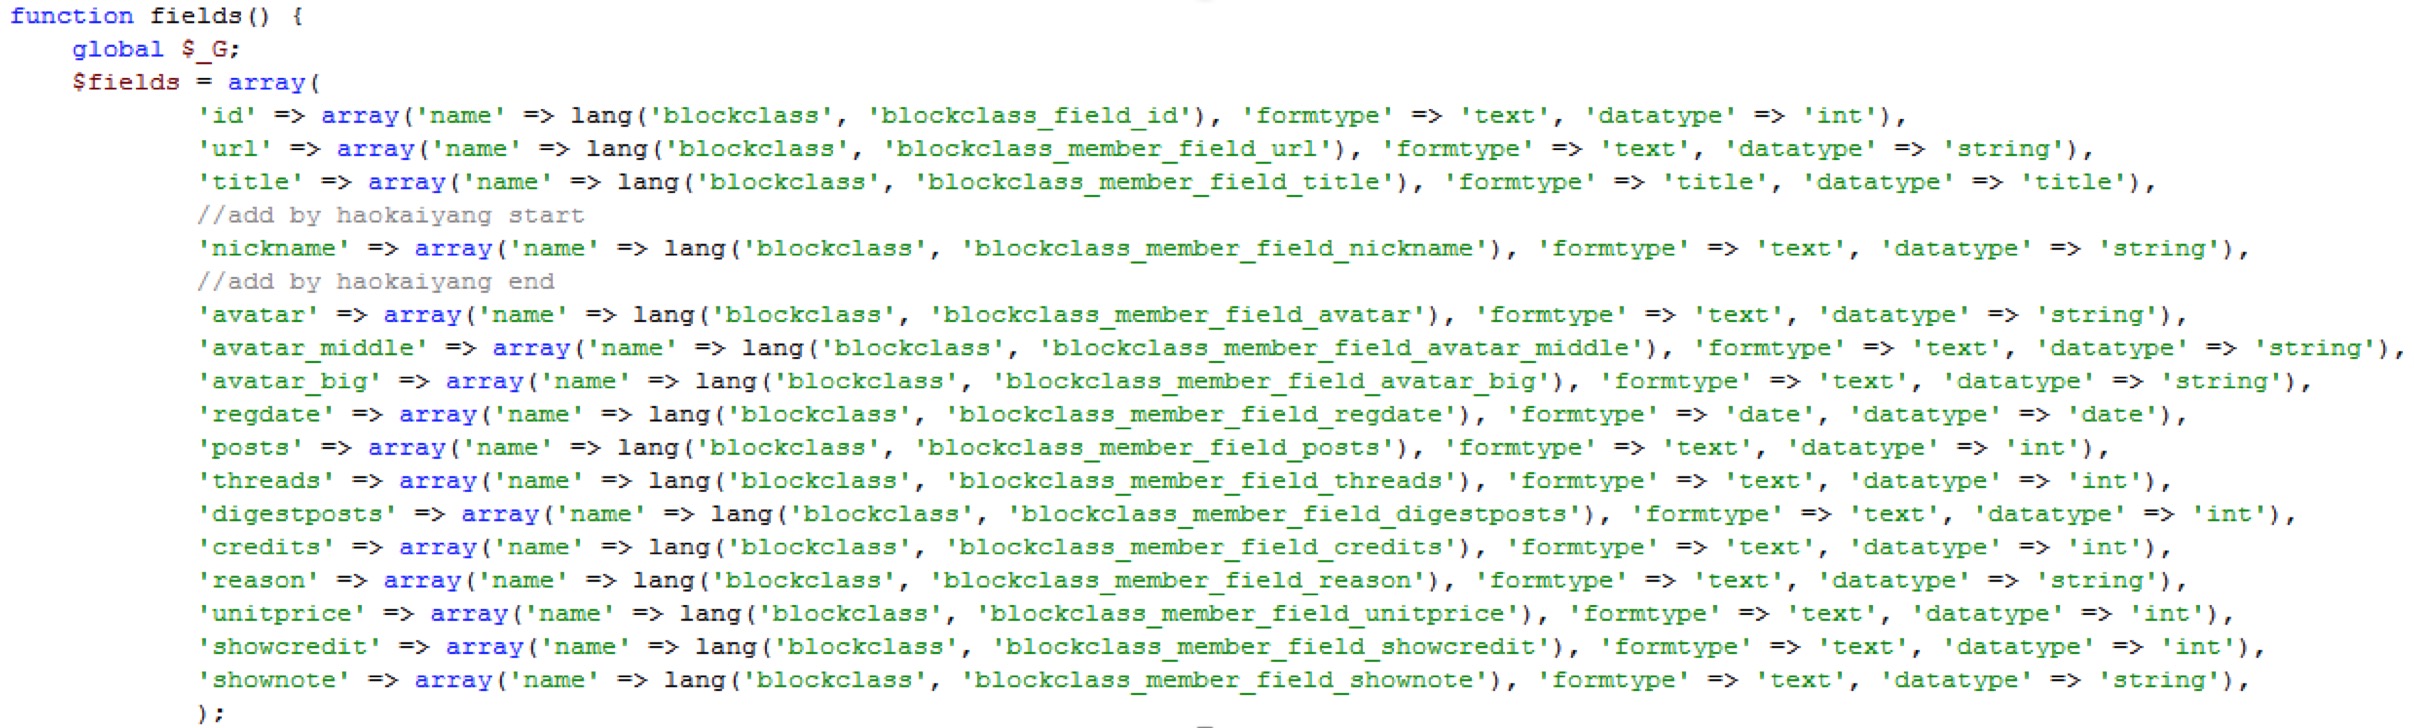 function fields() {
global $_G;
$fields = array(
'id' => array('name' => lang('blockclass', 'blockclass_field_id'), 'formtype' => 'text', 'datatype' => 'int'),
'url' => array('name' => lang('blockclass', 'blockclass_member_field_url'), 'formtype' => 'text', 'datatype' => 'string'),
'title' => array('name' => lang('blockclass', 'blockclass_member_field_title'), 'formtype' => 'title', 'datatype' => 'title'),
//add by haokaiyang start
'nickname' => array('name' => lang('blockclass', 'blockclass_member_field_nickname'), 'formtype' => 'text', 'datatype' => 'string'),
//add by haokaiyang end
'avatar' => array('name' => lang('blockclass', 'blockclass_member_field_avatar'), 'formtype' => 'text', 'datatype' => 'string'),
'avatar_middle' => array('name' => lang('blockclass', 'blockclass_member_field_avatar_middle'), 'formtype' => 'text', 'datatype' => 'string'),
'avatar_big' => array('name' => lang('blockclass', 'blockclass_member_field_avatar_big'), 'formtype' => 'text', 'datatype' => 'string'),
'regdate' => array('name' => lang('blockclass', 'blockclass_member_field_regdate'), 'formtype' => 'date', 'datatype' => 'date'),
'posts' => array('name' => lang('blockclass', 'blockclass_member_field_posts'), 'formtype' => 'text', 'datatype' => 'int'),
'threads' => array('name' => lang('blockclass', 'blockclass_member_field_threads'), 'formtype' => 'text', 'datatype' => 'int'),
'digestposts' => array('name' => lang('blockclass', 'blockclass_member_field_digestposts'), 'formtype' => 'text', 'datatype' => 'int'),
'credits' => array('name' => lang('blockclass', 'blockclass_member_field_credits'), 'formtype' => 'text', 'datatype' => 'int'),
'reason' => array('name' => lang('blockclass', 'blockclass_member_field_reason'), 'formtype' => 'text', 'datatype' => 'string'),
'unitprice' => array('name' => lang('blockclass', 'blockclass_member_field_unitprice'), 'formtype' => 'text', 'datatype' => 'int'),
'showcredit' => array('name' => lang('blockclass', 'blockclass_member_field_showcredit'), 'formtype' => 'text', 'datatype' => 'int'),
'shownote' => array('name' => lang('blockclass', 'blockclass_member_field_shownote'), 'formtype' => 'text', 'datatype' => 'string'),
);